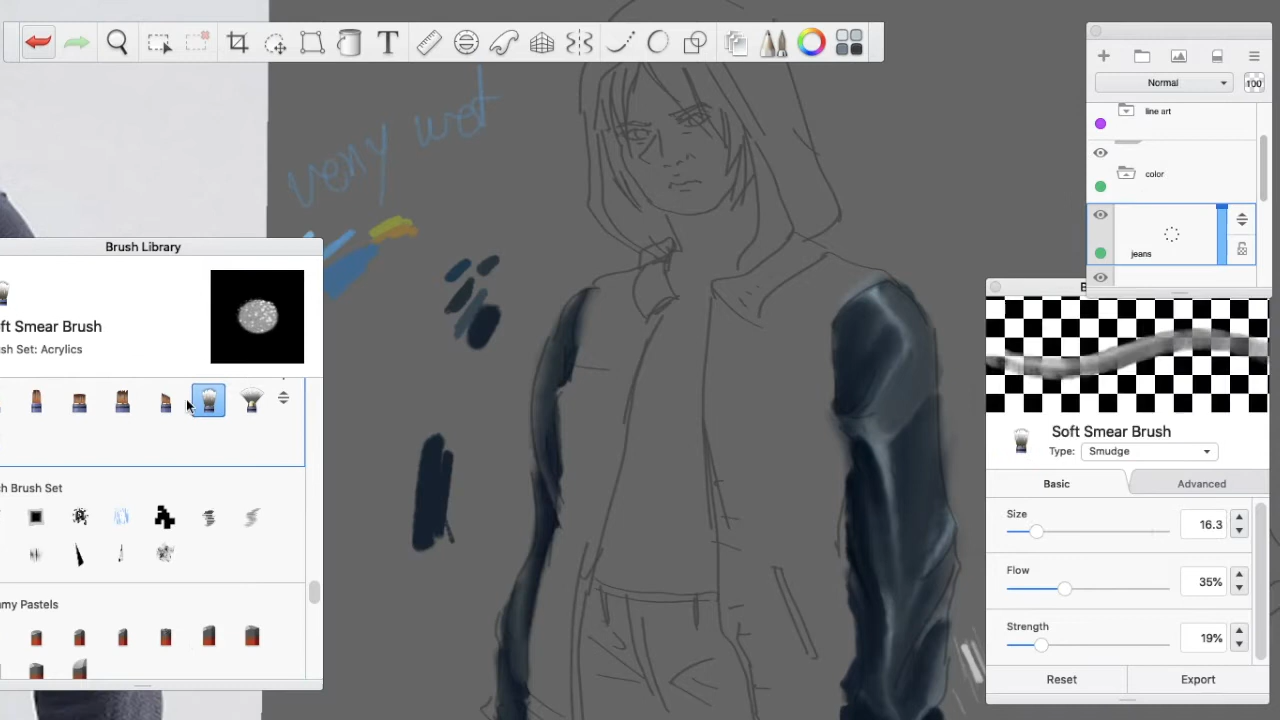 T
Normal
100
line art
color
jeans
very wet
Brush Library
ft Smear Brush
sh Set: Acrylics
ch Brush Set
my Pastels
B
Soft Smear Brush
Type: Smudge
Basic
Advanced
Size
16.3
Flow
35%
Strength
19%
Reset
Export